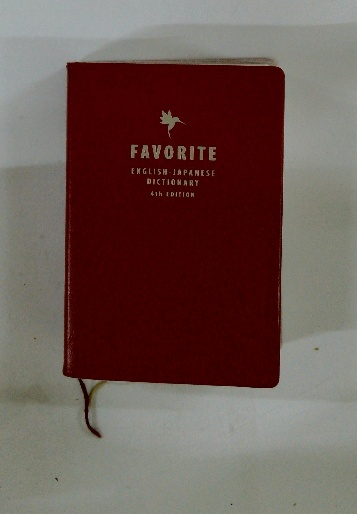 FAVORITE
ENGLISH-JAPANESE
DICTIONARY
4th EDITION